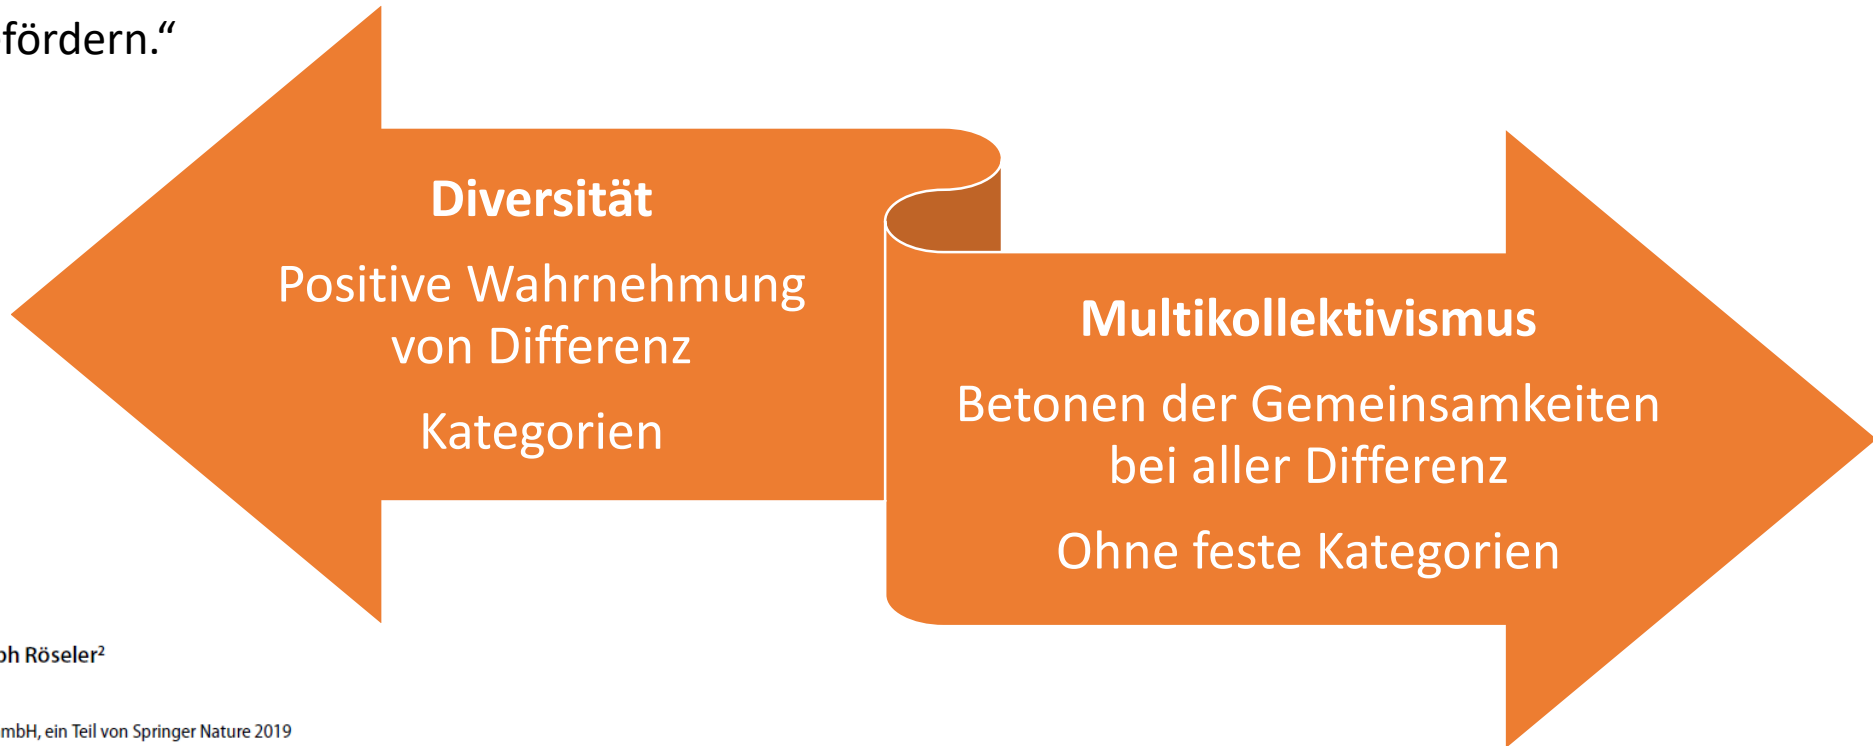 fördern.“
Diversität
Positive Wahrnehmung
von Differenz
Kategorien
Multikollektivismus
Betonen der Gemeinsamkeiten
bei aller Differenz
Ohne feste Kategorien
ph Röseler²
mbH, ein Teil von Springer Nature 2019